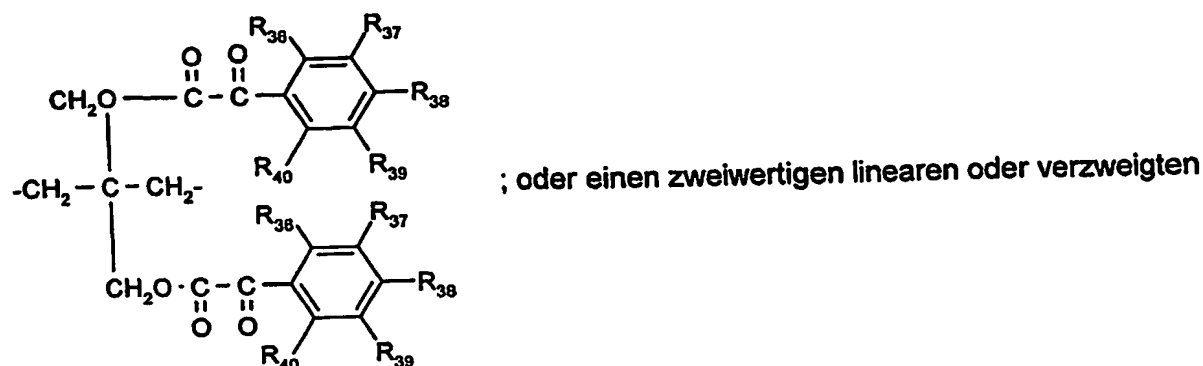 R₃₆ R₃₇
O O
CH₂O — C - C R₃₈
R₄₀ R₃₉
-CH₂ - C - CH₂- ; oder einen zweiwertigen linearen oder verzweigten
R₃₆ R₃₇
CH₂O - C - C R₃₈
O O
R₄₀ R₃₉